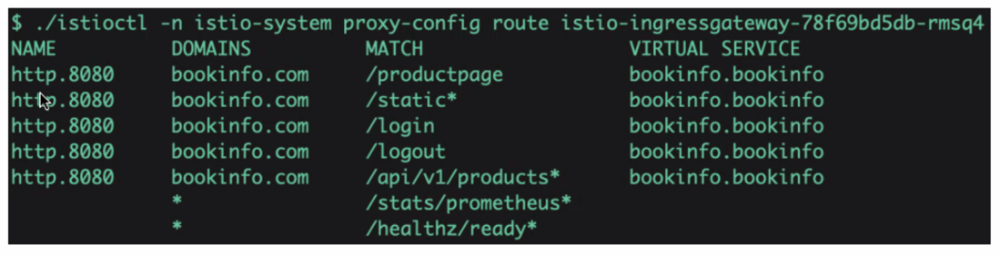 $ ./istioctl -n istio-system proxy-config route istio-ingressgateway-78f69bd5db-rmsq4
NAME DOMAINS MATCH VIRTUAL SERVICE
http.8080 bookinfo.com /productpage bookinfo.bookinfo
http.8080 bookinfo.com /static* bookinfo.bookinfo
http.8080 bookinfo.com /login bookinfo.bookinfo
http.8080 bookinfo.com /logout bookinfo.bookinfo
http.8080 bookinfo.com /api/v1/products* bookinfo.bookinfo
* /stats/prometheus*
* /healthz/ready*